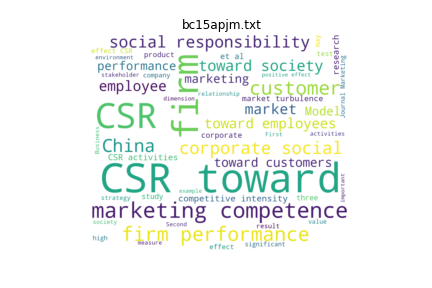 bc15apjm.txt
social responsibility
effect CSR
et al
may
test
research
environment
product
performance
toward society
stakeholder
company
marketing
positive effect
employee
firm
relationship
customer
Journal Marketing
dimension
market turbulence
CSR
market
Model
toward employees
Business
China
corporate
First
activities
corporate social
CSR activities
toward customers
CSR toward
important
example
strategy
study
competitive intensity
three
marketing competence
society
Second
result
value
high
firm performance
measure
effect
significant